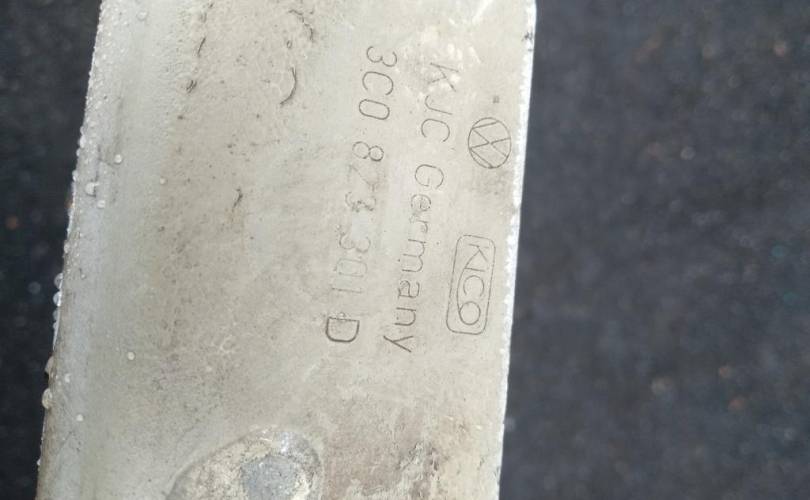 KICO
KJC Germany
3C0 823 301 D